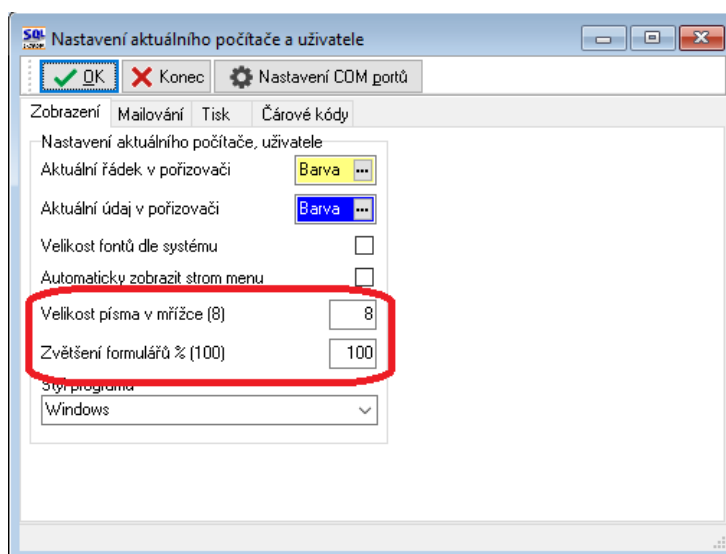 SQL Nastavení aktuálního počítače a uživatele
OK Konec Nastavení COM portů
Zobrazení Mailování Tisk Čárové kódy
Nastavení aktuálního počítače, uživatele
Aktuální řádek v pořizovači Barva ...
Aktuální údaj v pořizovači Barva ...
Velikost fontů dle systému
Automaticky zobrazit strom menu
Velikost písma v mřížce (8) 8
Zvětšení formulářů % (100) 100
Styl programu
Windows